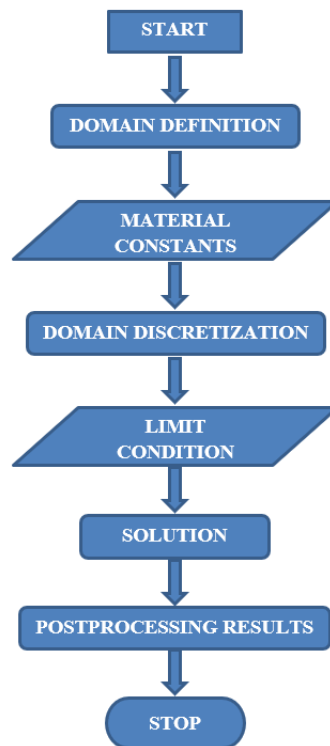 START
DOMAIN DEFINITION
MATERIAL
CONSTANTS
DOMAIN DISCRETIZATION
LIMIT
CONDITION
SOLUTION
POSTPROCESSING RESULTS
STOP